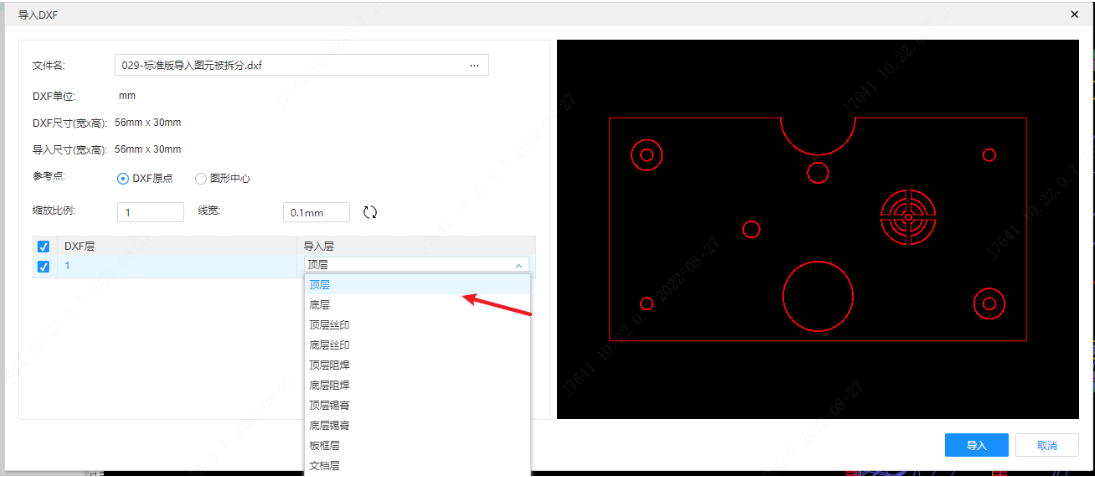 导入DXF
文件名: 029-标准版导入图元被拆分.dxf ...
DXF单位: mm
DXF尺寸(宽x高): 56mm x 30mm
导入尺寸(宽x高): 56mm x 30mm
参考点: DXF原点 图形中心
缩放比例: 1 线宽: 0.1mm
DXF层 导入层
1 顶层
顶层
底层
顶层丝印
底层丝印
顶层阻焊
底层阻焊
顶层锡膏
底层锡膏
板框层
文档层
导入 取消